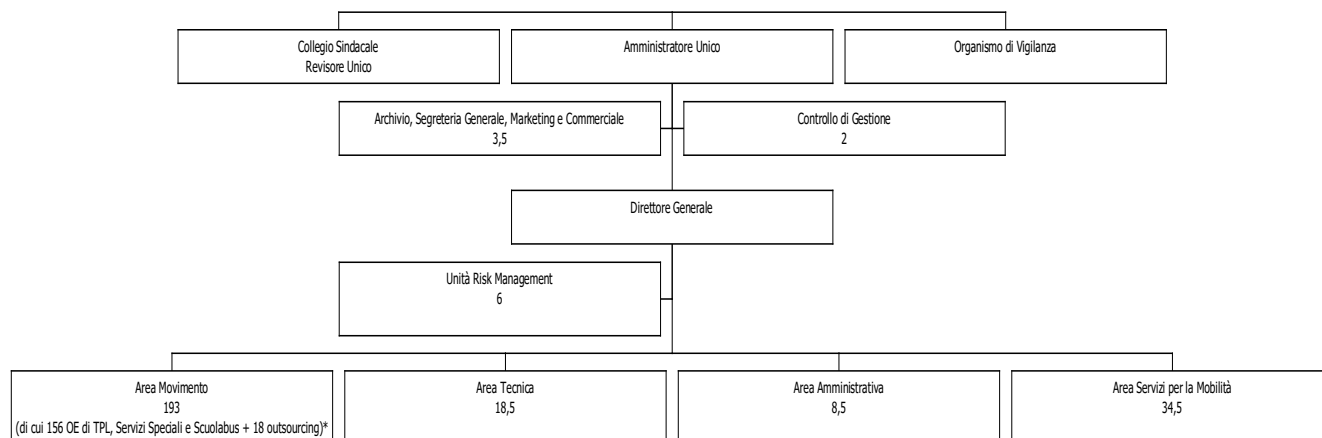 Collegio Sindacale
Revisore Unico
Amministratore Unico
Organismo di Vigilanza
Archivio, Segreteria Generale, Marketing e Commerciale
3,5
Controllo di Gestione
2
Direttore Generale
Unità Risk Management
6
Area Movimento
193
(di cui 156 OE di TPL, Servizi Speciali e Scuolabus + 18 outsourcing)*
Area Tecnica
18,5
Area Amministrativa
8,5
Area Servizi per la Mobilità
34,5